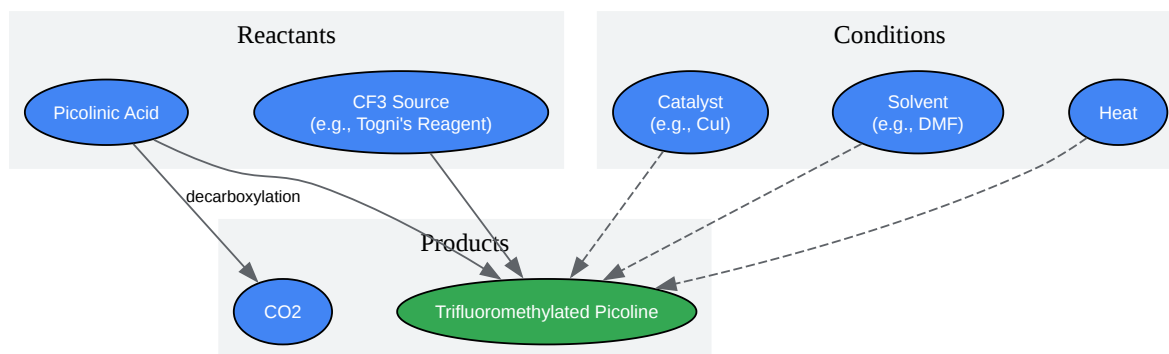 Reactants
Conditions
Picolinic Acid
CF3 Source
(e.g., Togni's Reagent)
Catalyst
(e.g., CuI)
Solvent
(e.g., DMF)
Heat
decarboxylation
Products
CO2
Trifluoromethylated Picoline